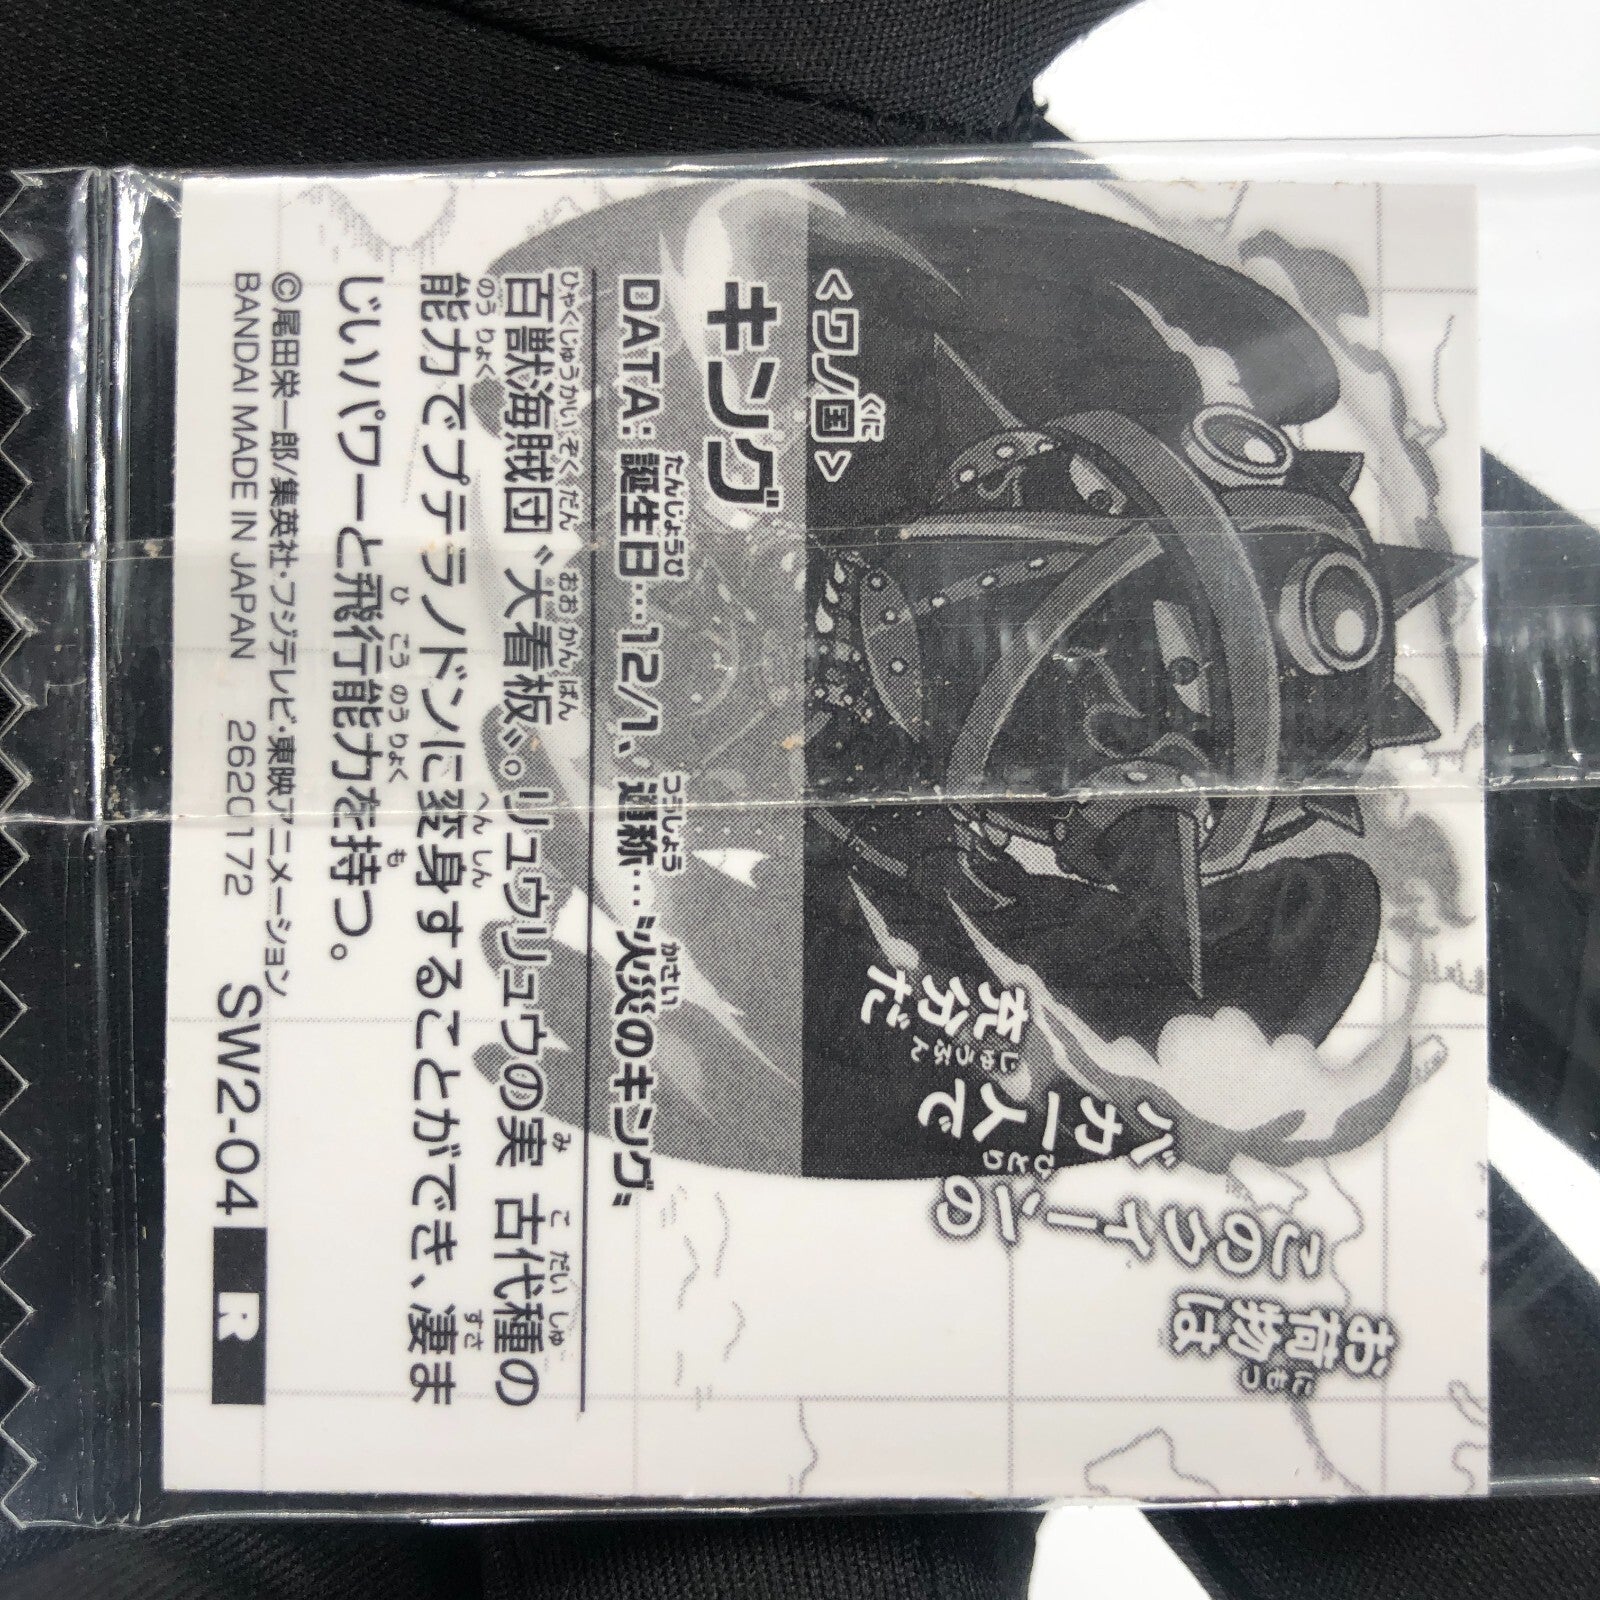 お荷物は
このクイーンの
バカ一人で
充分だ
<ワノ国>
キング
DATA:誕生日…12/1、通称…〝火災のキング〟
百獣海賊団〝大看板〟。リュウリュウの実 古代種の
能力でプテラノドンに変身することができ、凄ま
じいパワーと飛行能力を持つ。
©尾田栄一郎/集英社・フジテレビ・東映アニメーション
BANDAI MADE IN JAPAN 2620172 SW2-04 R